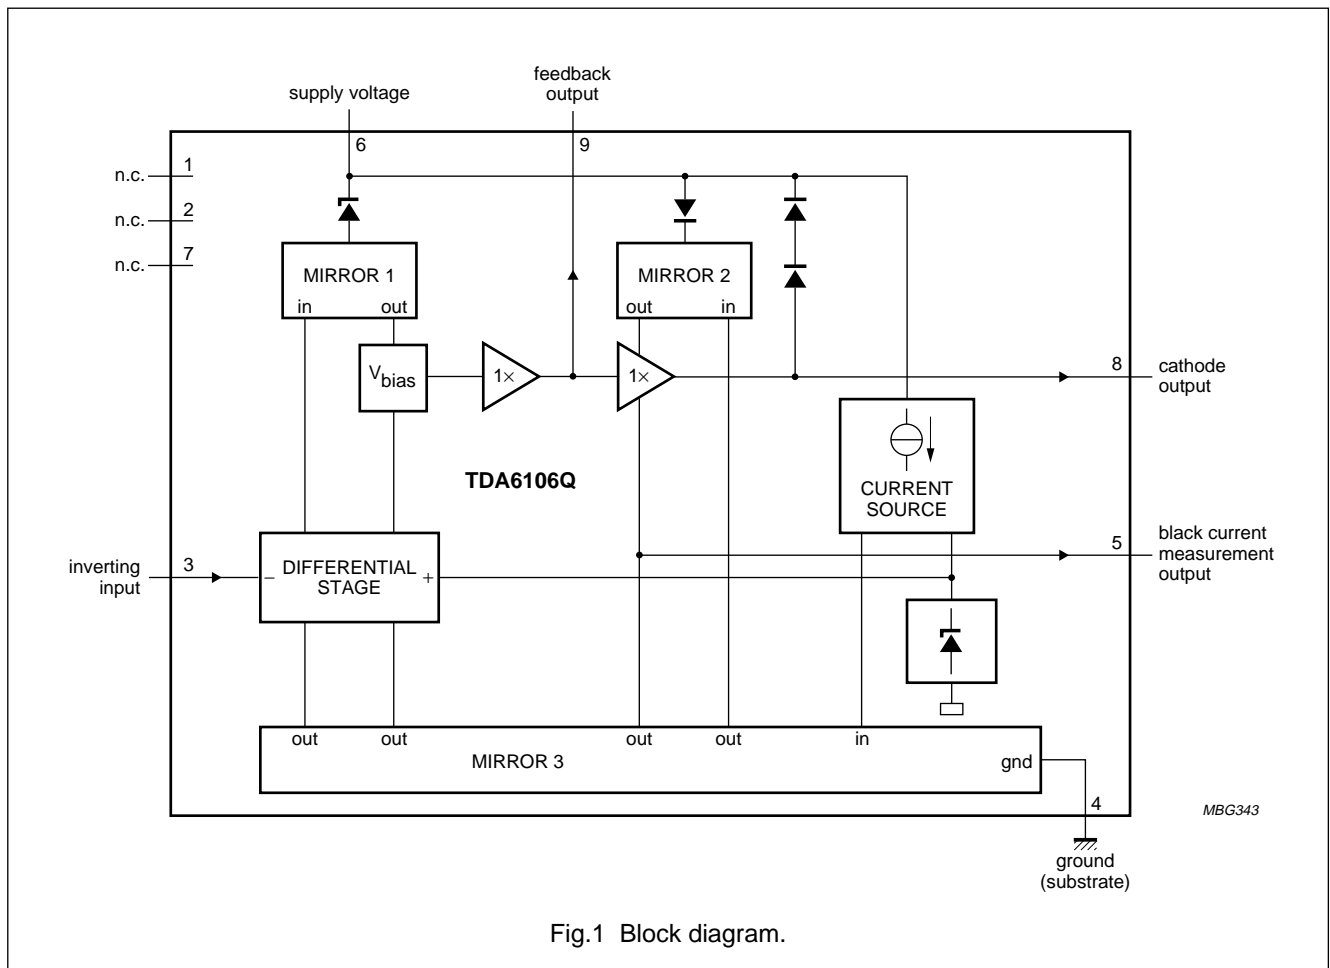 feedback
output
supply voltage
6
9
n.c.
1
n.c.
2
n.c.
7
MIRROR 1
in
out
MIRROR 2
out
in
Vbias
1×
1×
8
cathode
output
TDA6106Q
CURRENT
SOURCE
inverting
input
3
−
DIFFERENTIAL
STAGE
+
5
black current
measurement
output
out
out
out
out
in
MIRROR 3
gnd
4
MBG343
ground
(substrate)
Fig.1 Block diagram.